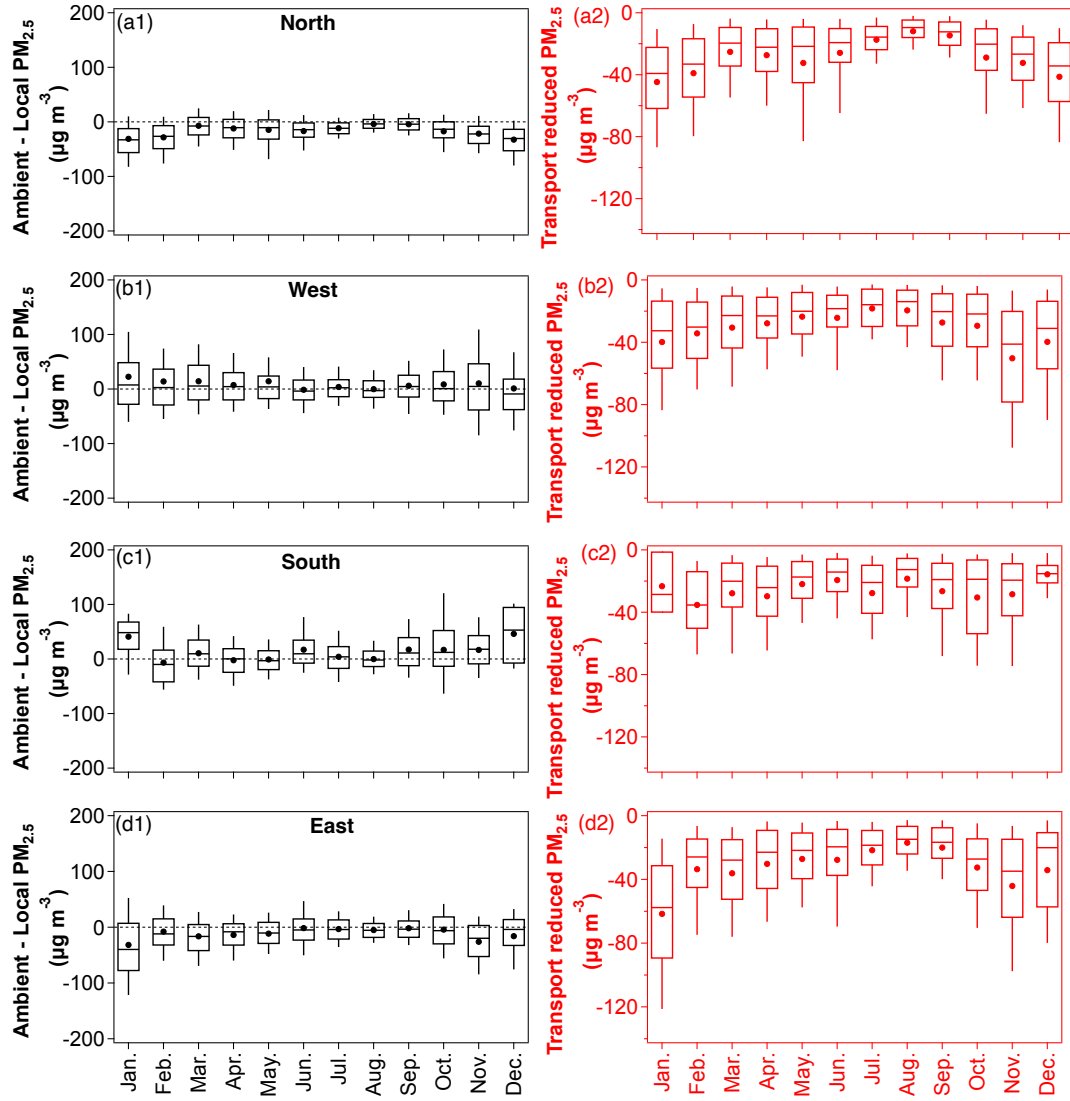 (a1) North
Ambient - Local PM2.5
(µg m-3)
200
100
0
-100
-200
(a2)
Transport reduced PM2.5
(µg m-3)
0
-40
-80
-120
(b1) West
Ambient - Local PM2.5
(µg m-3)
200
100
0
-100
-200
(b2)
Transport reduced PM2.5
(µg m-3)
0
-40
-80
-120
(c1) South
Ambient - Local PM2.5
(µg m-3)
200
100
0
-100
-200
(c2)
Transport reduced PM2.5
(µg m-3)
0
-40
-80
-120
(d1) East
Ambient - Local PM2.5
(µg m-3)
200
100
0
-100
-200
(d2)
Transport reduced PM2.5
(µg m-3)
0
-40
-80
-120
Jan. Feb. Mar. Apr. May. Jun. Jul. Aug. Sep. Oct. Nov. Dec.
Jan. Feb. Mar. Apr. May. Jun. Jul. Aug. Sep. Oct. Nov. Dec.